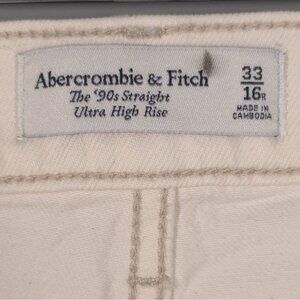 Abercrombie & Fitch
The '90s Straight
Ultra High Rise
33
16R
MADE IN
CAMBODIA